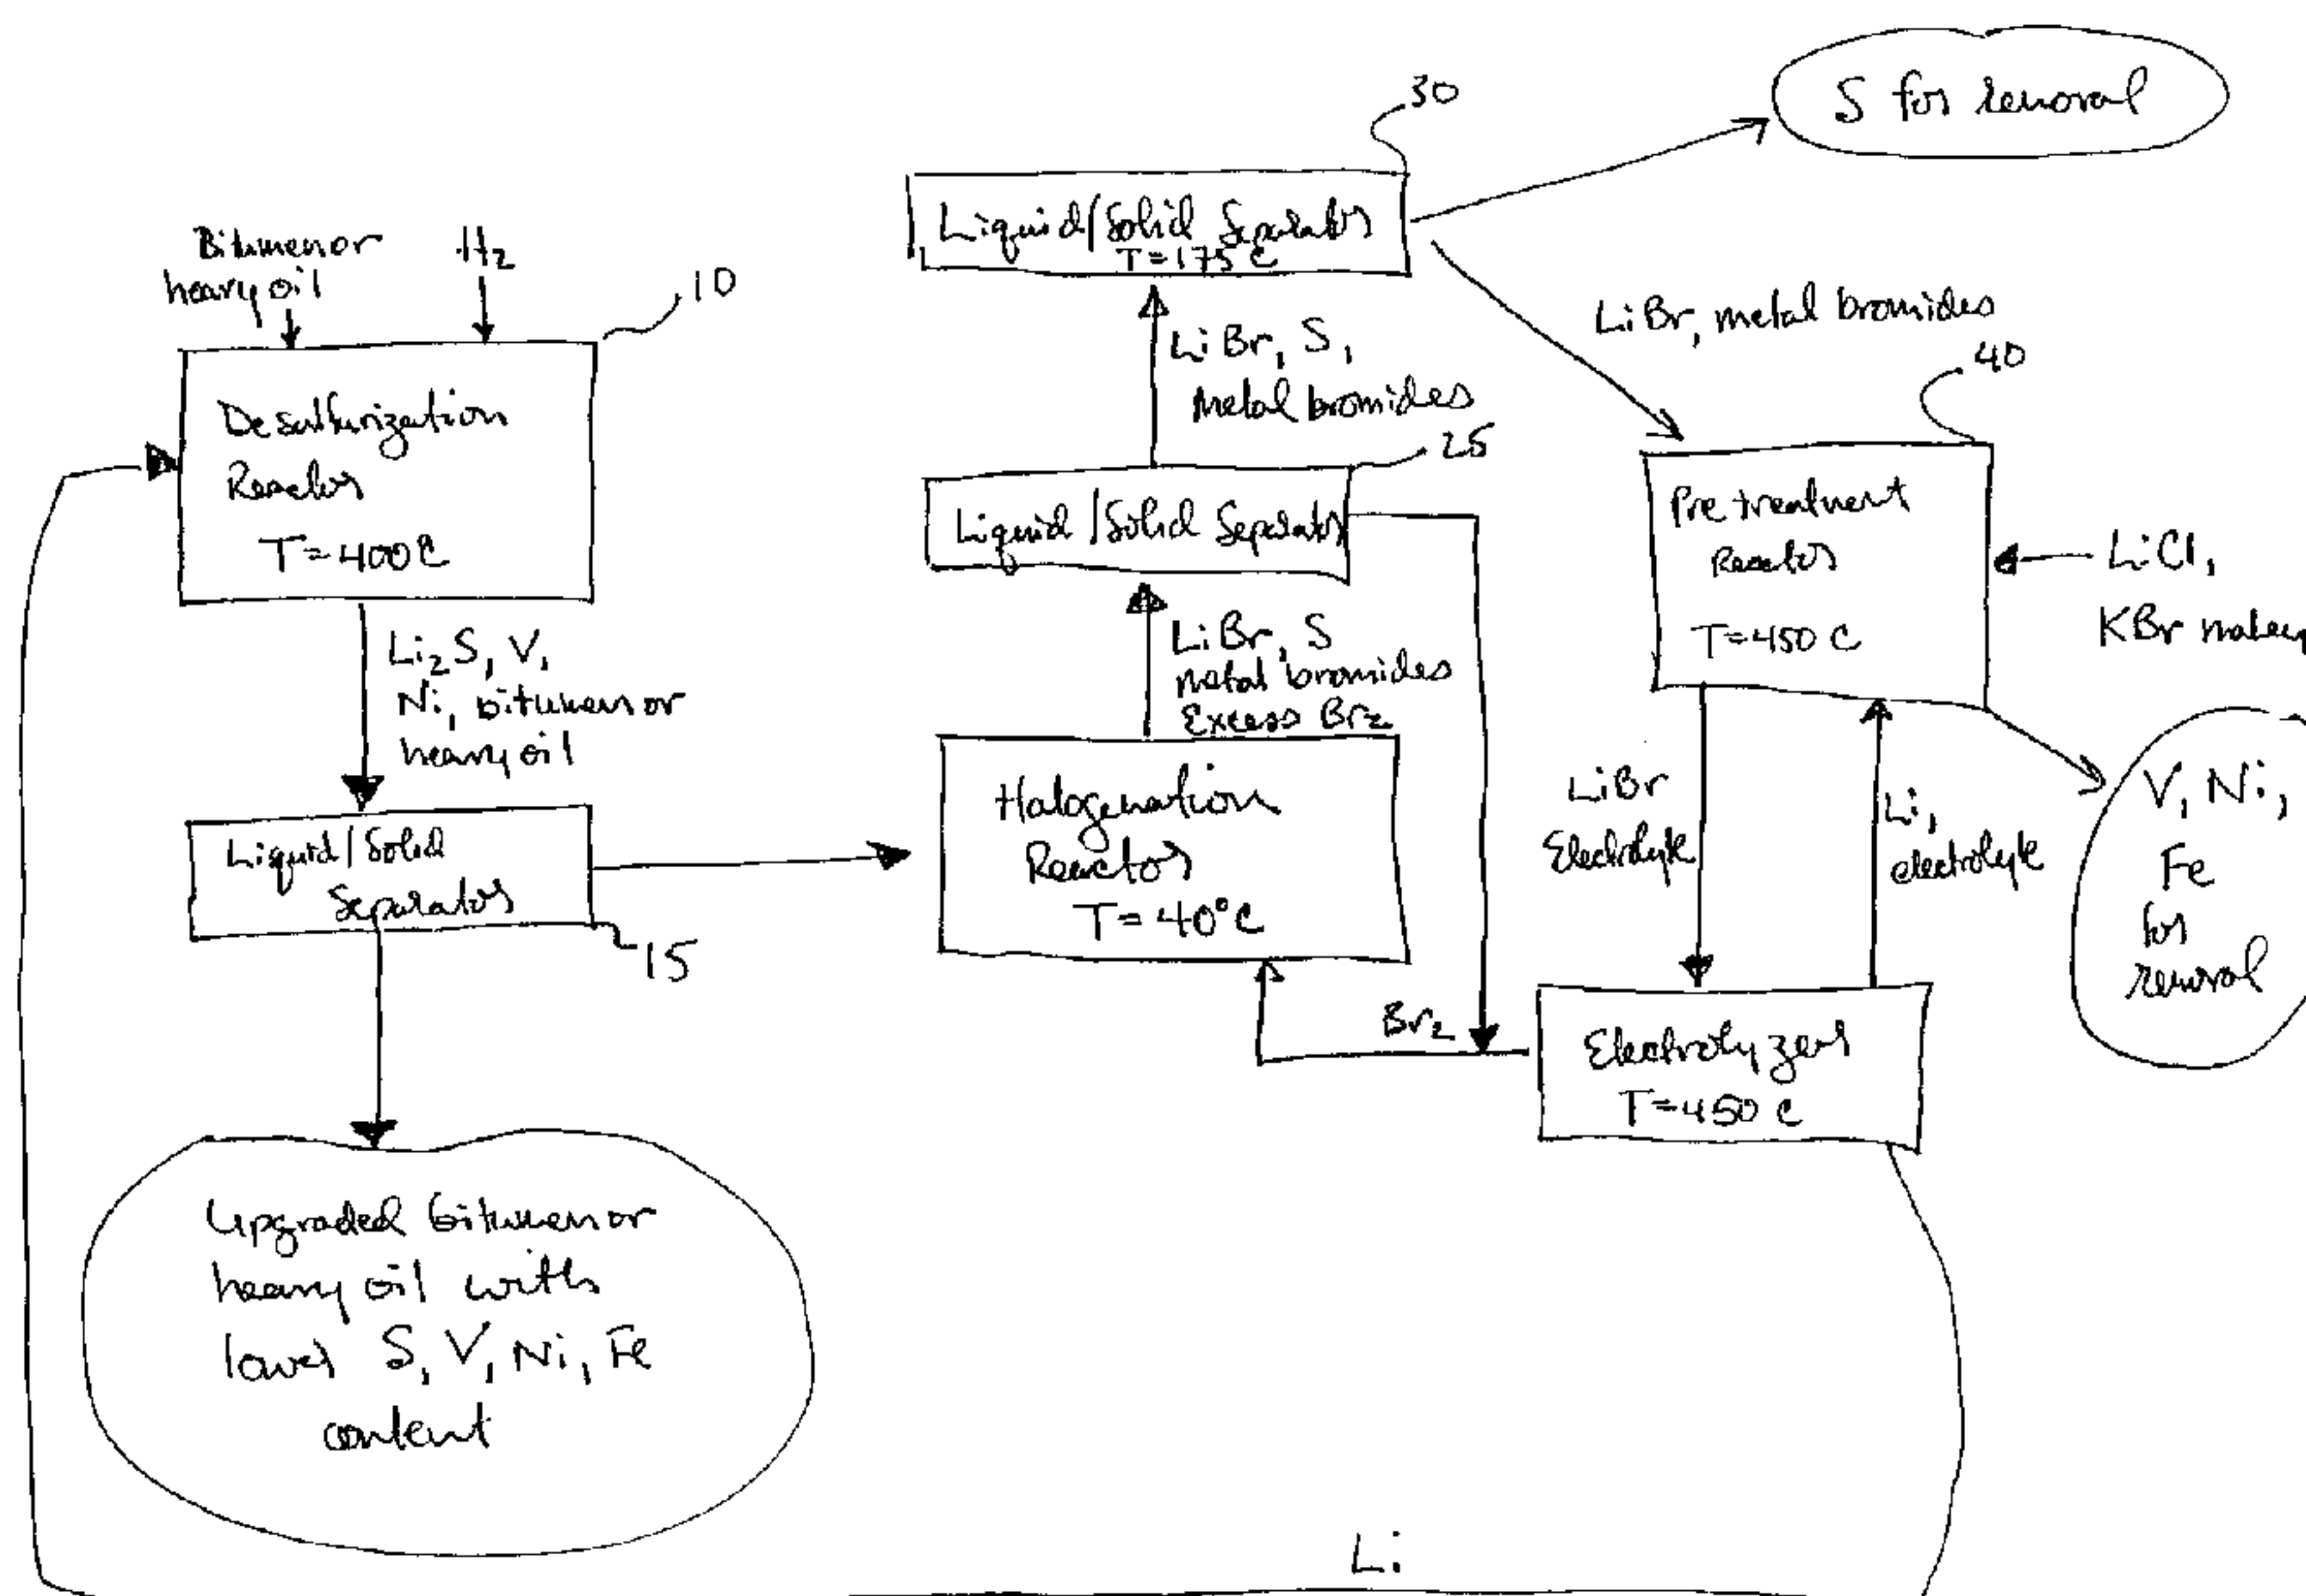 Bitumen or
heavy oil
H2
10
Desulfurization
Reactor
T=400C
Li2S, V,
Ni, bitumen or
heavy oil
Liquid/Solid
Separator
15
Upgraded bitumen or
heavy oil with
lower S, V, Ni, Fe
content
30
Liquid/Solid Separator
T=175C
S for removal
LiBr, S,
Metal bromides
25
Liquid/Solid Separator
LiBr, S
metal bromides
Excess Br2
Halogenation
Reactor
T=40°C
Br2
LiBr, metal bromides
40
Pretreatment
Reactor
T=450 C
LiCl,
KBr
LiBr
Electrolyte
Li,
electrolyte
V, Ni,
Fe
for
removal
Electrolyzer
T=450 C
Li